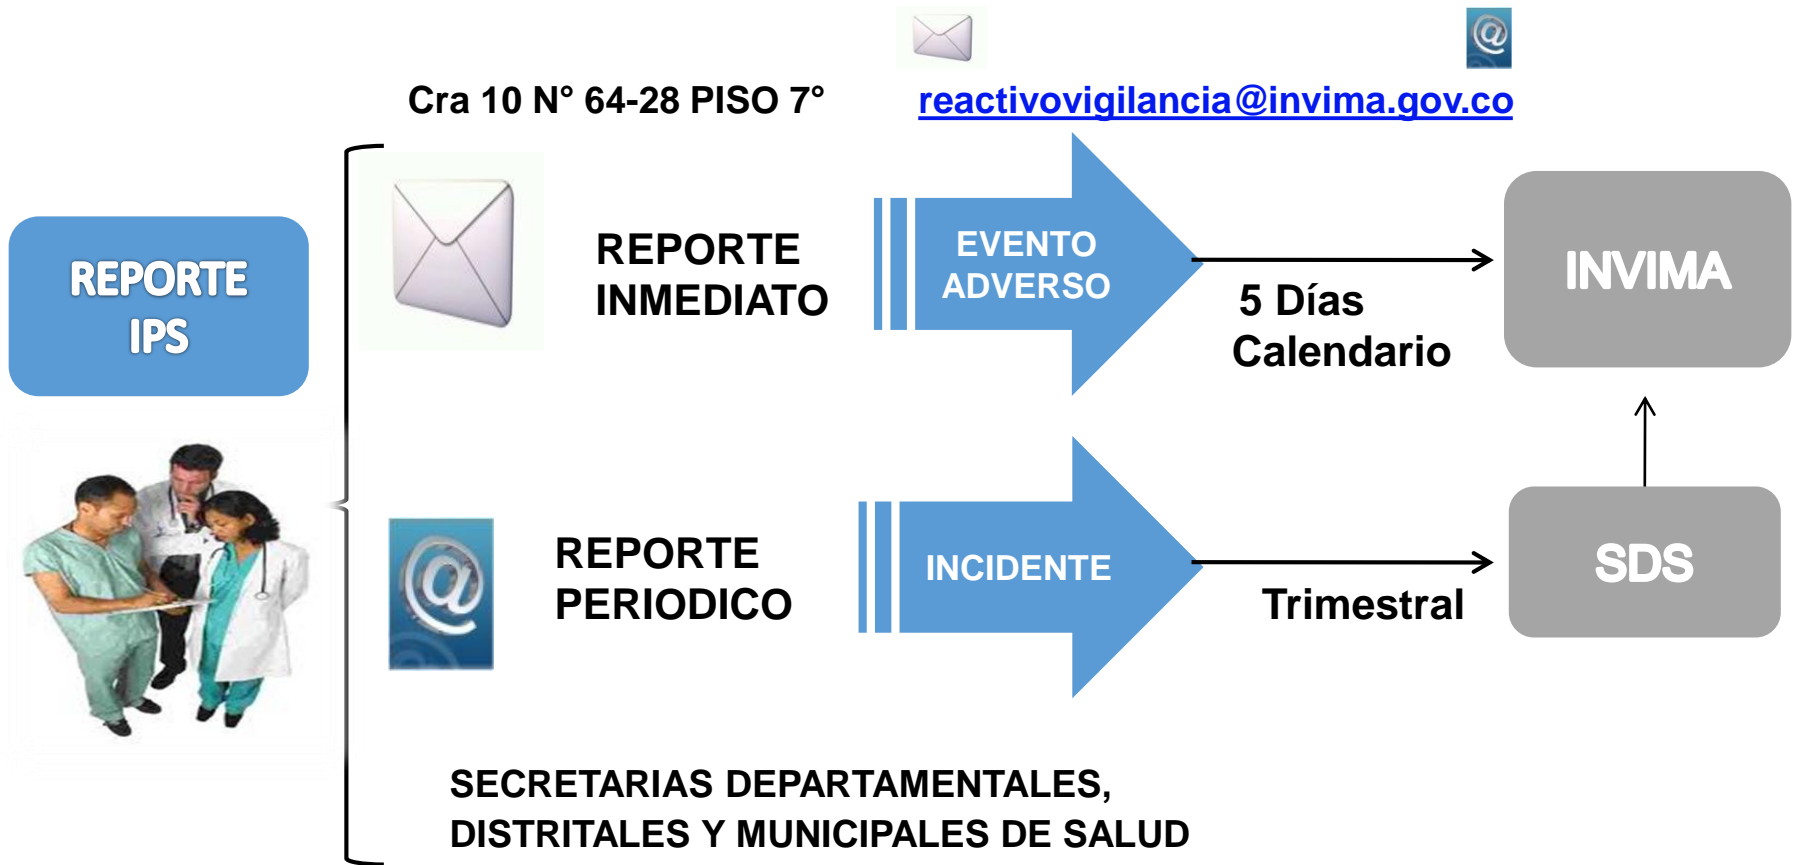 Cra 10 N° 64-28 PISO 7°
reactivovigilancia@invima.gov.co
REPORTE
IPS
REPORTE
INMEDIATO
EVENTO
ADVERSO
5 Días
Calendario
INVIMA
REPORTE
PERIODICO
INCIDENTE
Trimestral
SDS
SECRETARIAS DEPARTAMENTALES,
DISTRITALES Y MUNICIPALES DE SALUD